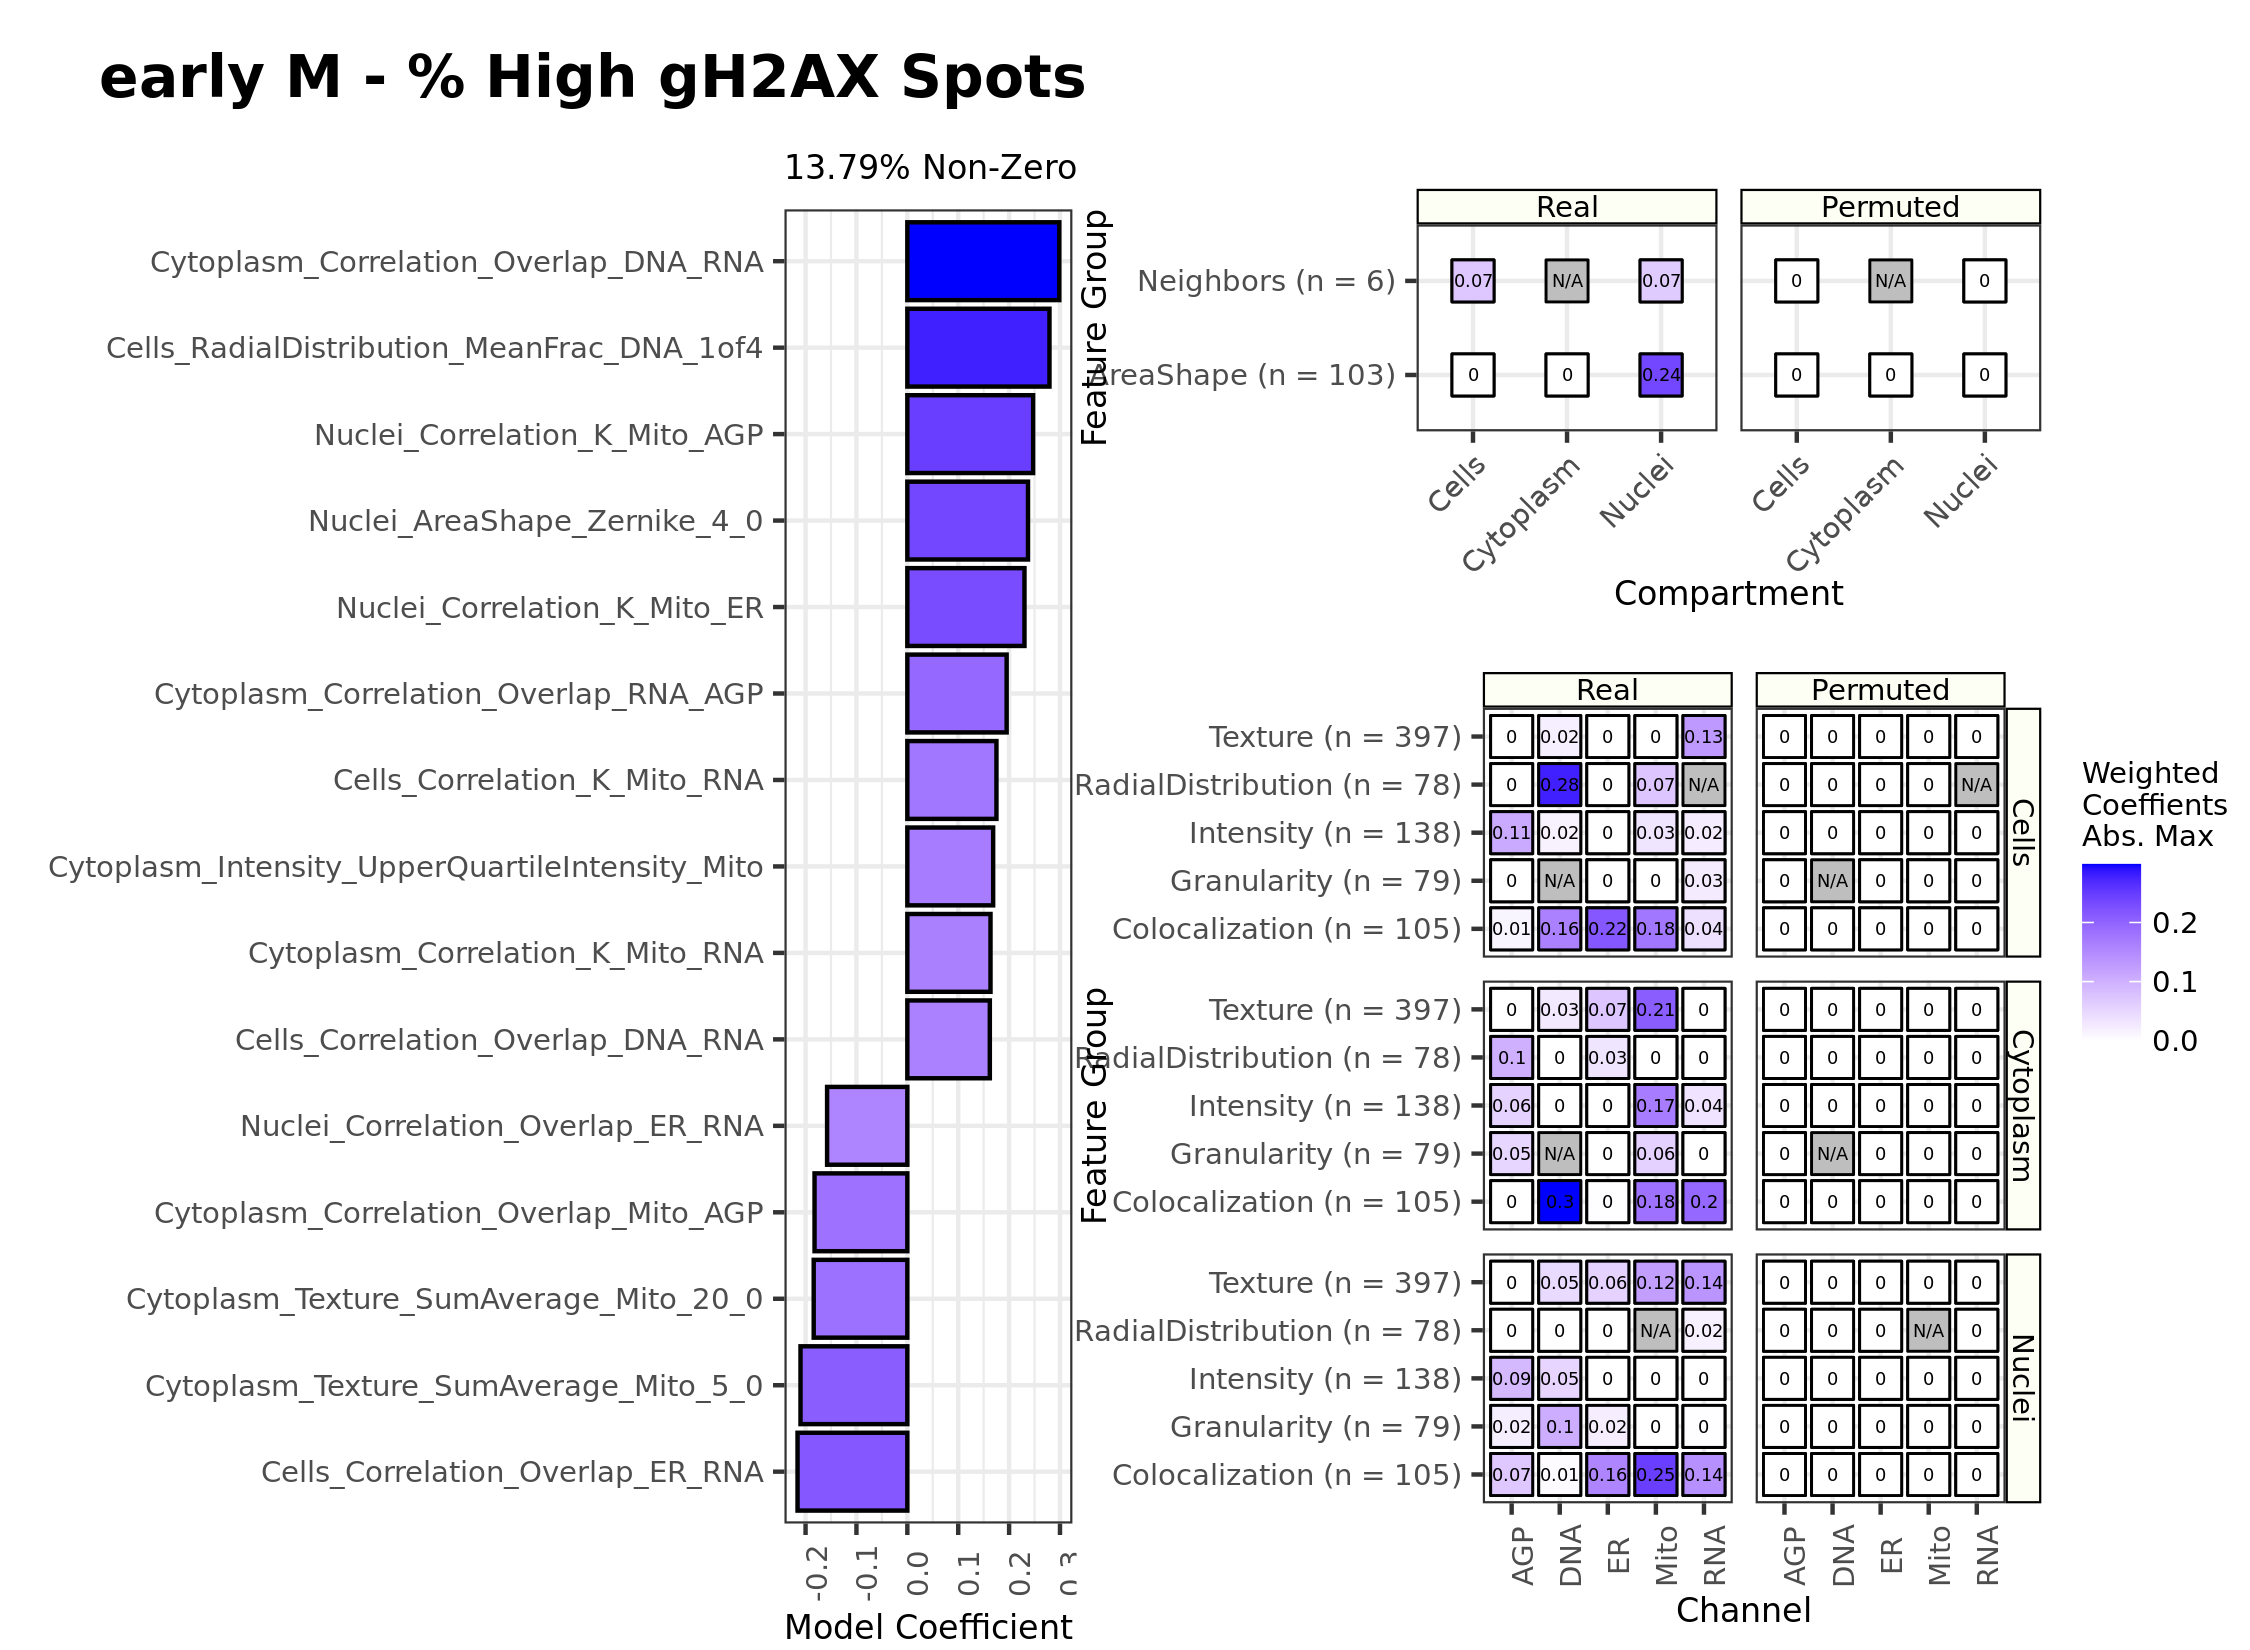 early M - % High gH2AX Spots
13.79% Non-Zero
Cytoplasm_Correlation_Overlap_DNA_RNA
Cells_RadialDistribution_MeanFrac_DNA_1of4
Nuclei_Correlation_K_Mito_AGP
Nuclei_AreaShape_Zernike_4_0
Nuclei_Correlation_K_Mito_ER
Cytoplasm_Correlation_Overlap_RNA_AGP
Cells_Correlation_K_Mito_RNA
Cytoplasm_Intensity_UpperQuartileIntensity_Mito
Cytoplasm_Correlation_K_Mito_RNA
Cells_Correlation_Overlap_DNA_RNA
Nuclei_Correlation_Overlap_ER_RNA
Cytoplasm_Correlation_Overlap_Mito_AGP
Cytoplasm_Texture_SumAverage_Mito_20_0
Cytoplasm_Texture_SumAverage_Mito_5_0
Cells_Correlation_Overlap_ER_RNA
-0.2 -0.1 0.0 0.1 0.2 0.3
Model Coefficient
Feature Group
Real Permuted
Neighbors (n = 6) 0.07 N/A 0.07 0 N/A 0
AreaShape (n = 103) 0 0 0.24 0 0 0
Cells Cytoplasm Nuclei Cells Cytoplasm Nuclei
Compartment
Feature Group
Real Permuted
Texture (n = 397) 0 0.02 0 0 0.13 0 0 0 0 0
RadialDistribution (n = 78) 0 0.28 0 0.07 N/A 0 0 0 0 N/A
Intensity (n = 138) 0.11 0.02 0 0.03 0.02 0 0 0 0 0
Granularity (n = 79) 0 N/A 0 0 0.03 0 N/A 0 0 0
Colocalization (n = 105) 0.01 0.16 0.22 0.18 0.04 0 0 0 0 0
Cells
Texture (n = 397) 0 0.03 0.07 0.21 0 0 0 0 0 0
RadialDistribution (n = 78) 0.1 0 0.03 0 0 0 0 0 0 0
Intensity (n = 138) 0.06 0 0 0.17 0.04 0 0 0 0 0
Granularity (n = 79) 0.05 N/A 0 0.06 0 0 N/A 0 0 0
Colocalization (n = 105) 0 0.3 0 0.18 0.2 0 0 0 0 0
Cytoplasm
Texture (n = 397) 0 0.05 0.06 0.12 0.14 0 0 0 0 0
RadialDistribution (n = 78) 0 0 0 N/A 0.02 0 0 0 N/A 0
Intensity (n = 138) 0.09 0.05 0 0 0 0 0 0 0 0
Granularity (n = 79) 0.02 0.1 0.02 0 0 0 0 0 0 0
Colocalization (n = 105) 0.07 0.01 0.16 0.25 0.14 0 0 0 0 0
Nuclei
AGP DNA ER Mito RNA AGP DNA ER Mito RNA
Channel
Weighted
Coeffients
Abs. Max
0.2
0.1
0.0